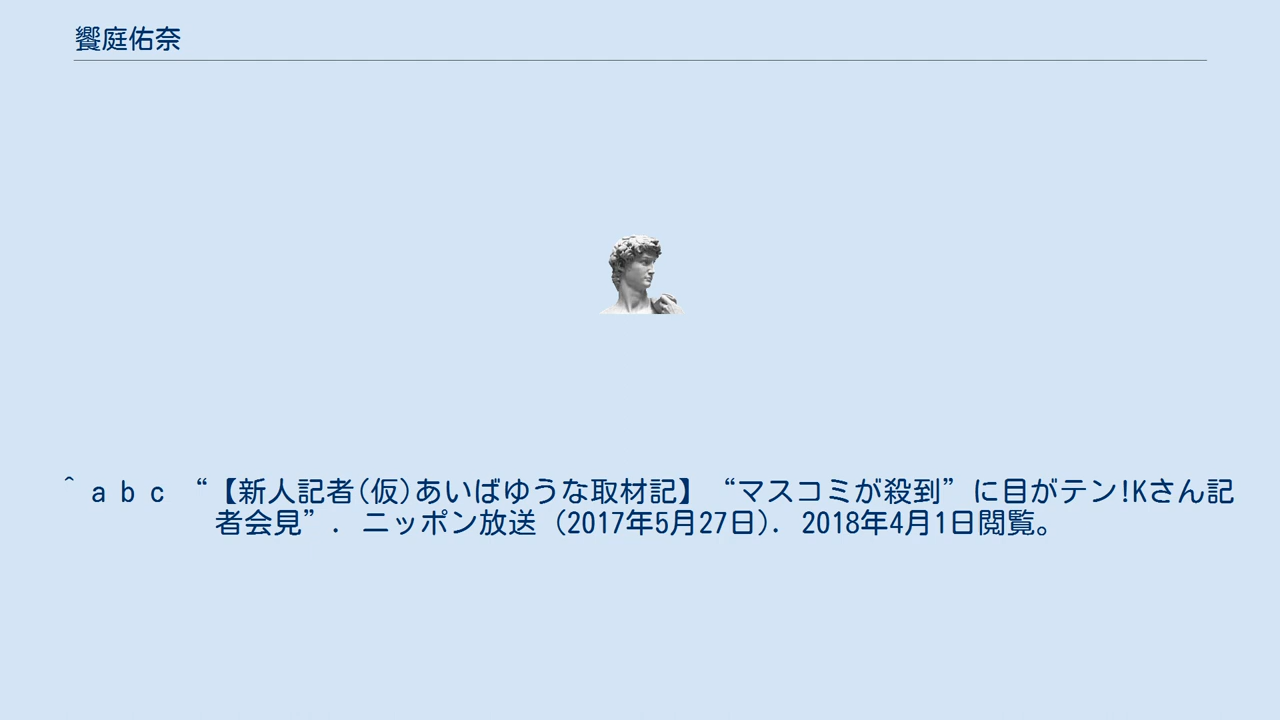 饗庭佑奈
^ a b c “【新人記者(仮)あいばゆうな取材記】 “マスコミが殺到” に目がテン!Kさん記
者会見”. ニッポン放送 (2017年5月27日). 2018年4月1日閲覧。